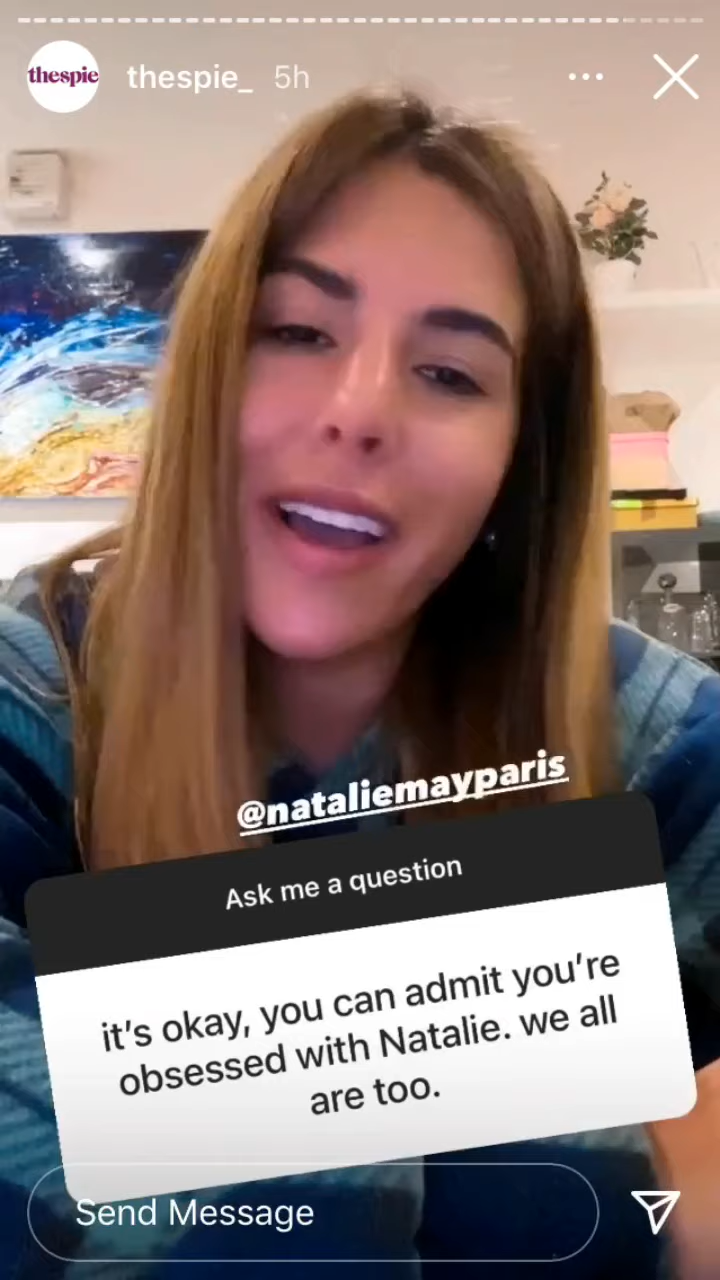 thespie
thespie_ 5h
@nataliemayparis
Ask me a question
it's okay, you can admit you're
obsessed with Natalie. we all
are too.
Send Message